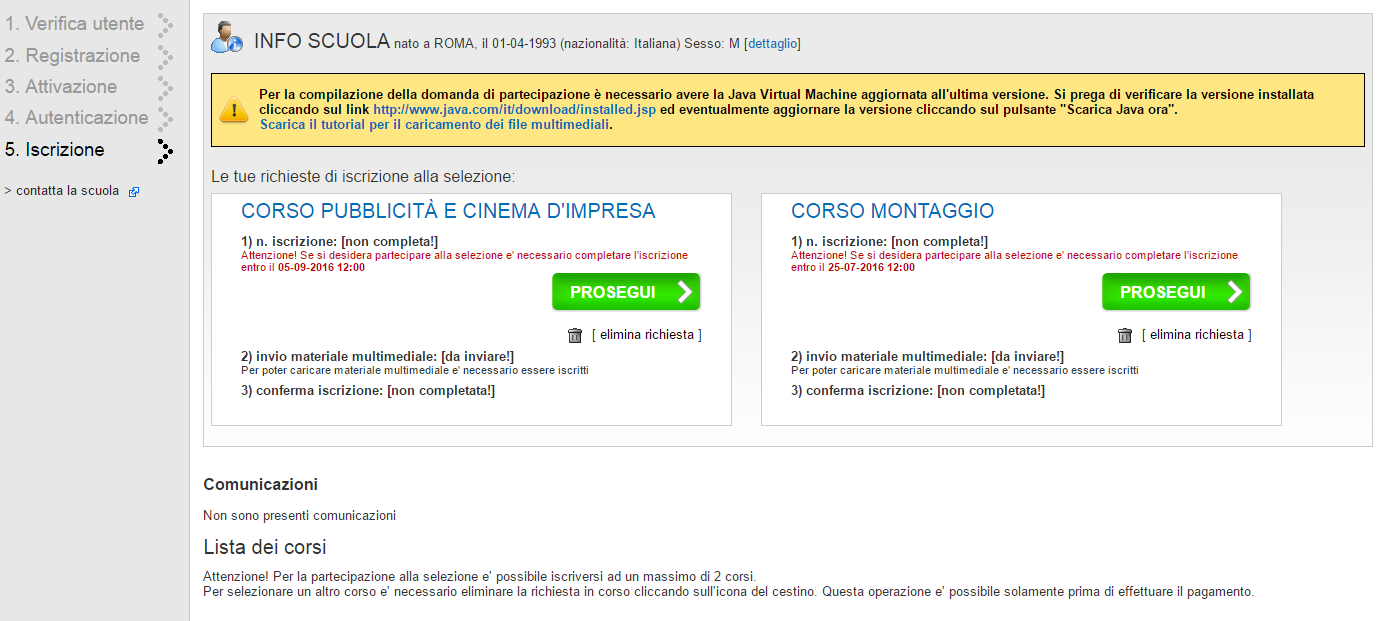 1. Verifica utente
2. Registrazione
3. Attivazione
4. Autenticazione
5. Iscrizione
> contatta la scuola
INFO SCUOLA nato a ROMA, il 01-04-1993 (nazionalità: Italiana) Sesso: M [dettaglio]
Per la compilazione della domanda di partecipazione è necessario avere la Java Virtual Machine aggiornata all'ultima versione. Si prega di verificare la versione installata
cliccando sul link http://www.java.com/it/download/installed.jsp ed eventualmente aggiornare la versione cliccando sul pulsante "Scarica Java ora".
Scarica il tutorial per il caricamento dei file multimediali.
Le tue richieste di iscrizione alla selezione:
CORSO PUBBLICITÀ E CINEMA D'IMPRESA
1) n. iscrizione: [non completa!]
Attenzione! Se si desidera partecipare alla selezione e' necessario completare l'iscrizione
entro il 05-09-2016 12:00
PROSEGUI
[ elimina richiesta ]
2) invio materiale multimediale: [da inviare!]
Per poter caricare materiale multimediale e' necessario essere iscritti
3) conferma iscrizione: [non completata!]
CORSO MONTAGGIO
1) n. iscrizione: [non completa!]
Attenzione! Se si desidera partecipare alla selezione e' necessario completare l'iscrizione
entro il 25-07-2016 12:00
PROSEGUI
[ elimina richiesta ]
2) invio materiale multimediale: [da inviare!]
Per poter caricare materiale multimediale e' necessario essere iscritti
3) conferma iscrizione: [non completata!]
Comunicazioni
Non sono presenti comunicazioni
Lista dei corsi
Attenzione! Per la partecipazione alla selezione e' possibile iscriversi ad un massimo di 2 corsi.
Per selezionare un altro corso e' necessario eliminare la richiesta in corso cliccando sull'icona del cestino. Questa operazione e' possibile solamente prima di effettuare il pagamento.